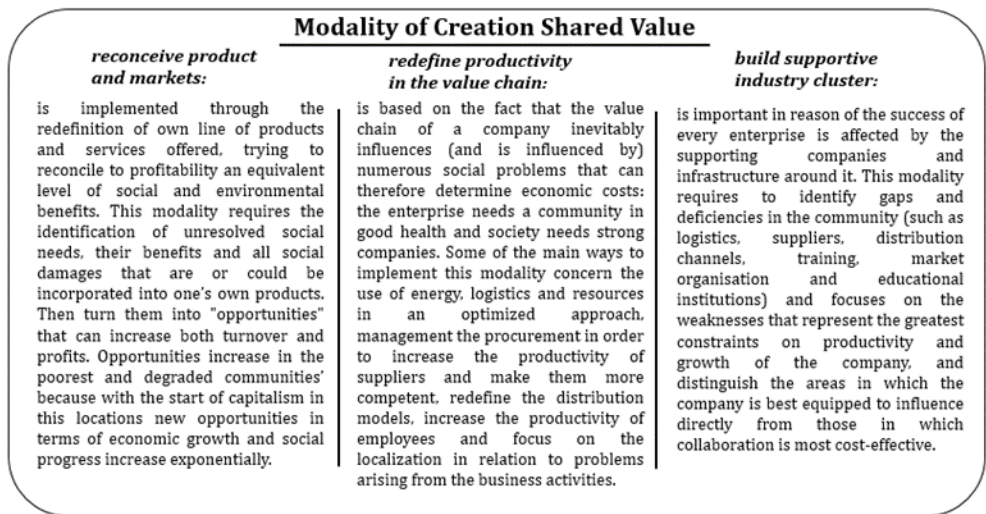 Modality of Creation Shared Value
reconceive product
and markets:
is implemented through the
redefinition of own line of products
and services offered, trying to
reconcile to profitability an equivalent
level of social and environmental
benefits. This modality requires the
identification of unresolved social
needs, their benefits and all social
damages that are or could be
incorporated into one's own products.
Then turn them into "opportunities"
that can increase both turnover and
profits. Opportunities increase in the
poorest and degraded communities'
because with the start of capitalism in
this locations new opportunities in
terms of economic growth and social
progress increase exponentially.
redefine productivity
in the value chain:
is based on the fact that the value
chain of a company inevitably
influences (and is influenced by)
numerous social problems that can
therefore determine economic costs:
the enterprise needs a community in
good health and society needs strong
companies. Some of the main ways to
implement this modality concern the
use of energy, logistics and resources
in an optimized approach,
management the procurement in order
to increase the productivity of
suppliers and make them more
competent, redefine the distribution
models, increase the productivity of
employees and focus on the
localization in relation to problems
arising from the business activities.
build supportive
industry cluster:
is important in reason of the success of
every enterprise is affected by the
supporting companies and
infrastructure around it. This modality
requires to identify gaps and
deficiencies in the community (such as
logistics, suppliers, distribution
channels, training, market
organisation and educational
institutions) and focuses on the
weaknesses that represent the greatest
constraints on productivity and
growth of the company, and
distinguish the areas in which the
company is best equipped to influence
directly from those in which
collaboration is most cost-effective.